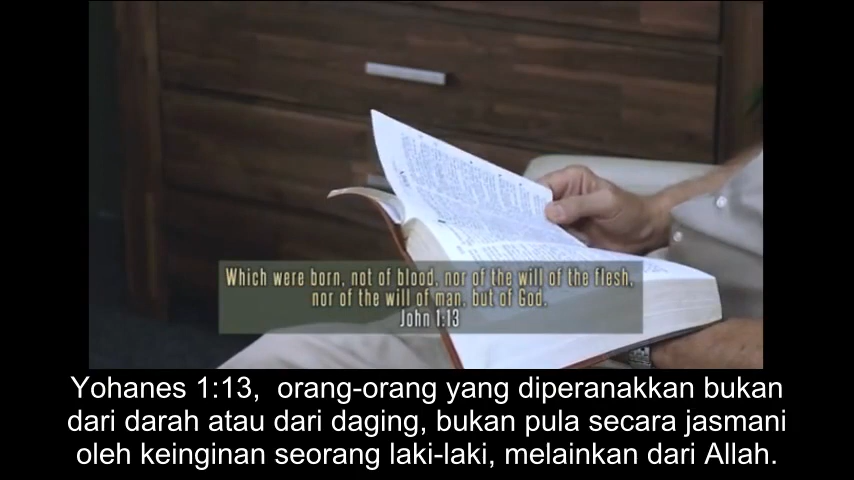 Which were born, not of blood, nor of the will of the flesh,
nor of the will of man, but of God.
John 1:13
Yohanes 1:13,  orang-orang yang diperanakkan bukan
dari darah atau dari daging, bukan pula secara jasmani
oleh keinginan seorang laki-laki, melainkan dari Allah.